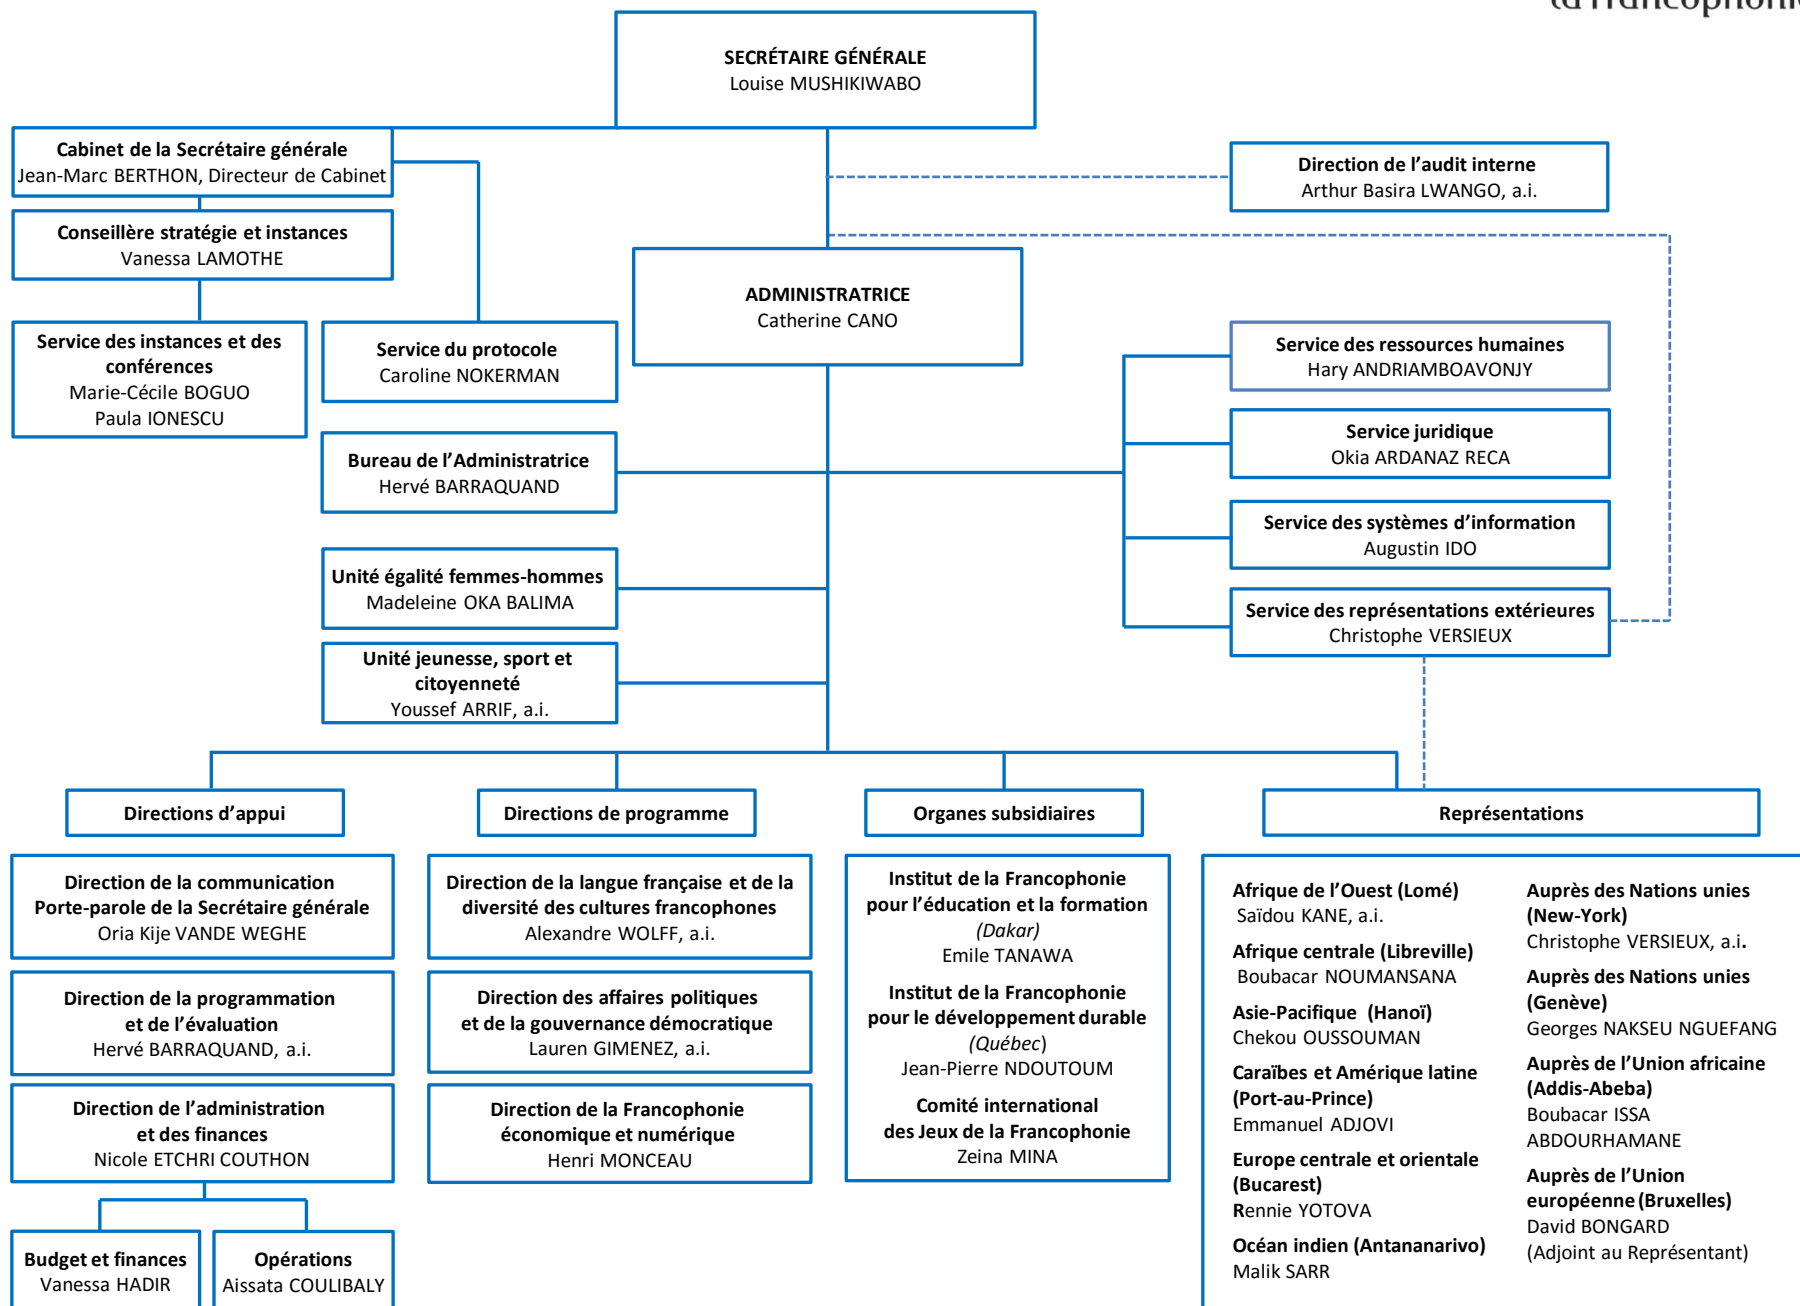 la Francophonie
SECRÉTAIRE GÉNÉRALE
Louise MUSHIKIWABO
Cabinet de la Secrétaire générale
Jean-Marc BERTHON, Directeur de Cabinet
Direction de l’audit interne
Arthur Basira LWANGO, a.i.
Conseillère stratégie et instances
Vanessa LAMOTHE
ADMINISTRATRICE
Catherine CANO
Service des instances et des
conférences
Marie-Cécile BOGUO
Paula IONESCU
Service du protocole
Caroline NOKERMAN
Service des ressources humaines
Hary ANDRIAMBOAVONJY
Service juridique
Okia ARDANAZ RECA
Bureau de l’Administratrice
Hervé BARRAQUAND
Service des systèmes d’information
Augustin IDO
Unité égalité femmes-hommes
Madeleine OKA BALIMA
Service des représentations extérieures
Christophe VERSIEUX
Unité jeunesse, sport et
citoyenneté
Youssef ARRIF, a.i.
Directions d’appui
Directions de programme
Organes subsidiaires
Représentations
Direction de la communication
Porte-parole de la Secrétaire générale
Oria Kije VANDE WEGHE
Direction de la programmation
et de l’évaluation
Hervé BARRAQUAND, a.i.
Direction de l’administration
et des finances
Nicole ETCHRI COUTHON
Budget et finances
Vanessa HADIR
Opérations
Aissata COULIBALY
Direction de la langue française et de la
diversité des cultures francophones
Alexandre WOLFF, a.i.
Direction des affaires politiques
et de la gouvernance démocratique
Lauren GIMENEZ, a.i.
Direction de la Francophonie
économique et numérique
Henri MONCEAU
Institut de la Francophonie
pour l’éducation et la formation
(Dakar)
Emile TANAWA
Institut de la Francophonie
pour le développement durable
(Québec)
Jean-Pierre NDOUTOUM
Comité international
des Jeux de la Francophonie
Zeina MINA
Afrique de l’Ouest (Lomé)
Saïdou KANE, a.i.
Afrique centrale (Libreville)
Boubacar NOUMANSANA
Asie-Pacifique (Hanoï)
Chekou OUSSOUMAN
Caraïbes et Amérique latine
(Port-au-Prince)
Emmanuel ADJOVI
Europe centrale et orientale
(Bucarest)
Rennie YOTOVA
Océan indien (Antananarivo)
Malik SARR
Auprès des Nations unies
(New-York)
Christophe VERSIEUX, a.i.
Auprès des Nations unies
(Genève)
Georges NAKSEU NGUEFANG
Auprès de l’Union africaine
(Addis-Abeba)
Boubacar ISSA
ABDOURHAMANE
Auprès de l’Union
européenne (Bruxelles)
David BONGARD
(Adjoint au Représentant)